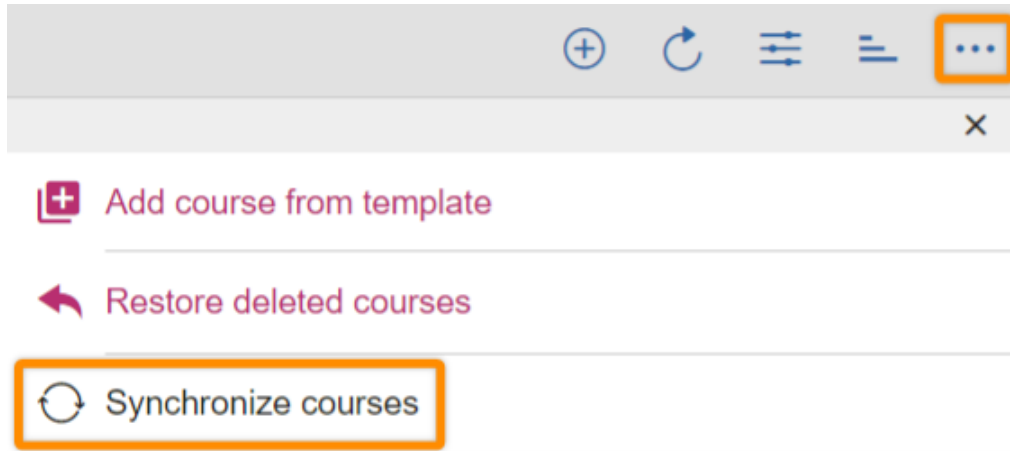 Add course from template
Restore deleted courses
Synchronize courses